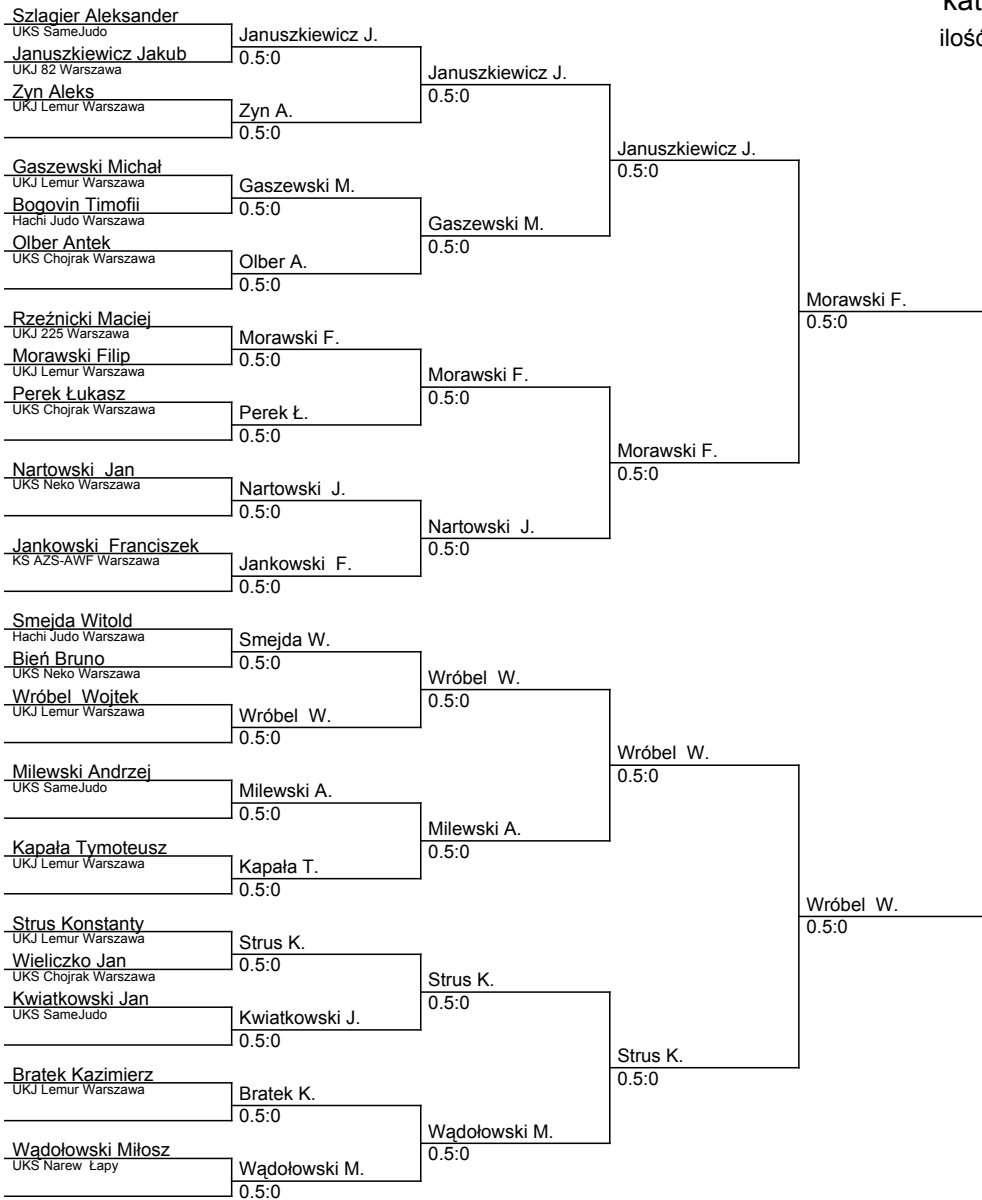 kat
ilość
Szlagier Aleksander
UKS SameJudo
Januszkiewicz Jakub
UKJ 82 Warszawa
Zyn Aleks
UKJ Lemur Warszawa
Gaszewski Michał
UKJ Lemur Warszawa
Bogovin Timofii
Hachi Judo Warszawa
Olber Antek
UKS Chojrak Warszawa
Rzeźnicki Maciej
UKJ 225 Warszawa
Morawski Filip
UKJ Lemur Warszawa
Perek Łukasz
UKS Chojrak Warszawa
Nartowski Jan
UKS Neko Warszawa
Jankowski Franciszek
KS AZS-AWF Warszawa
Smejda Witold
Hachi Judo Warszawa
Bień Bruno
UKS Neko Warszawa
Wróbel Wojtek
UKJ Lemur Warszawa
Milewski Andrzej
UKS SameJudo
Kapała Tymoteusz
UKJ Lemur Warszawa
Strus Konstanty
UKJ Lemur Warszawa
Wieliczko Jan
UKS Chojrak Warszawa
Kwiatkowski Jan
UKS SameJudo
Bratek Kazimierz
UKJ Lemur Warszawa
Wądołowski Miłosz
UKS Narew Łapy
Januszkiewicz J.
0.5:0
Zyn A.
0.5:0
Gaszewski M.
0.5:0
Olber A.
0.5:0
Morawski F.
0.5:0
Perek Ł.
0.5:0
Nartowski J.
0.5:0
Jankowski F.
0.5:0
Smejda W.
0.5:0
Wróbel W.
0.5:0
Milewski A.
0.5:0
Kapała T.
0.5:0
Strus K.
0.5:0
Kwiatkowski J.
0.5:0
Bratek K.
0.5:0
Wądołowski M.
0.5:0
Januszkiewicz J.
0.5:0
Gaszewski M.
0.5:0
Morawski F.
0.5:0
Nartowski J.
0.5:0
Wróbel W.
0.5:0
Milewski A.
0.5:0
Strus K.
0.5:0
Wądołowski M.
0.5:0
Januszkiewicz J.
0.5:0
Morawski F.
0.5:0
Wróbel W.
0.5:0
Strus K.
0.5:0
Morawski F.
0.5:0
Wróbel W.
0.5:0